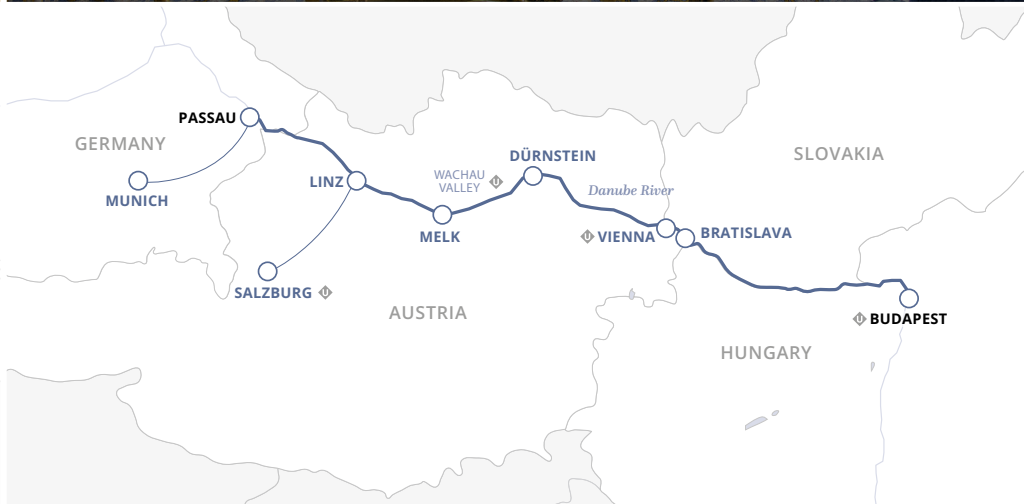 PASSAU
GERMANY
MUNICH
LINZ
SALZBURG
WACHAU
VALLEY
MELK
DÜRNSTEIN
Danube River
VIENNA
BRATISLAVA
SLOVAKIA
AUSTRIA
HUNGARY
BUDAPEST